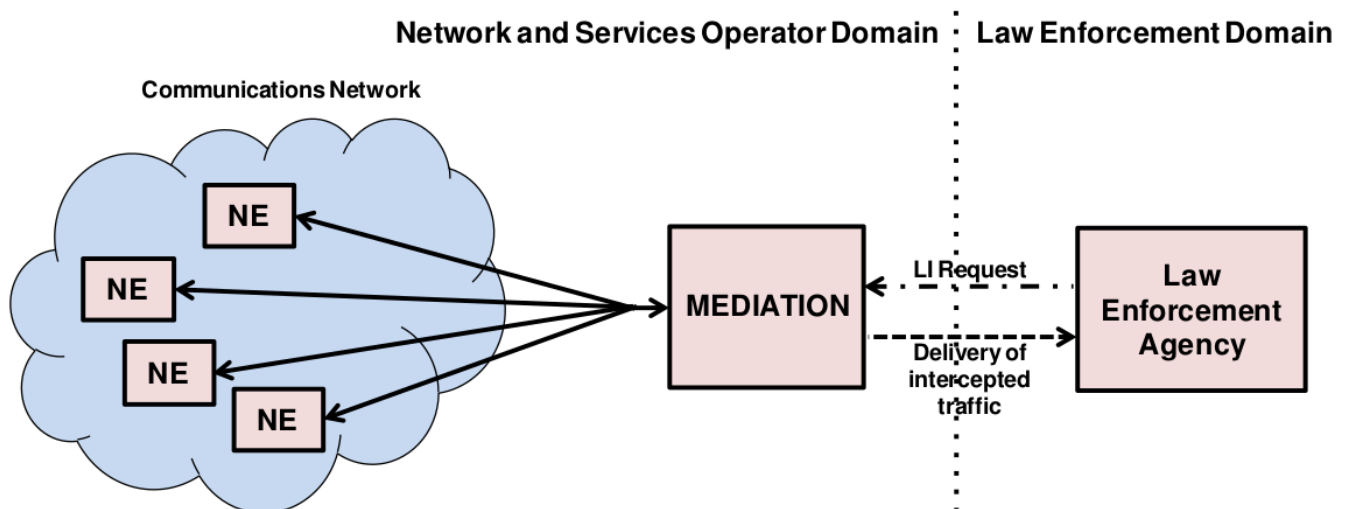 Network and Services Operator Domain
Law Enforcement Domain
Communications Network
NE
NE
NE
NE
MEDIATION
LI Request
Delivery of
intercepted
traffic
Law
Enforcement
Agency